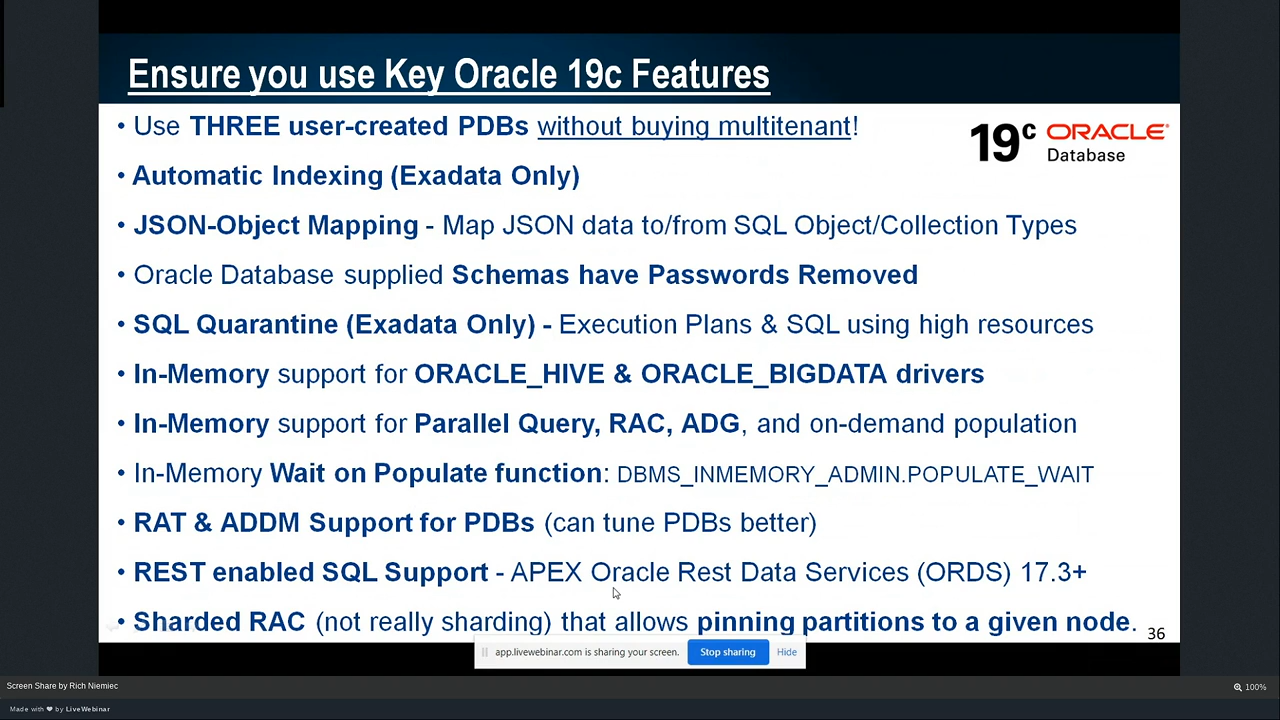 Ensure you use Key Oracle 19c Features
• Use THREE user-created PDBs without buying multitenant!
19c ORACLE®
Database
• Automatic Indexing (Exadata Only)
• JSON-Object Mapping - Map JSON data to/from SQL Object/Collection Types
• Oracle Database supplied Schemas have Passwords Removed
• SQL Quarantine (Exadata Only) - Execution Plans & SQL using high resources
• In-Memory support for ORACLE_HIVE & ORACLE_BIGDATA drivers
• In-Memory support for Parallel Query, RAC, ADG, and on-demand population
• In-Memory Wait on Populate function: DBMS_INMEMORY_ADMIN.POPULATE_WAIT
• RAT & ADDM Support for PDBs (can tune PDBs better)
• REST enabled SQL Support - APEX Oracle Rest Data Services (ORDS) 17.3+
• Sharded RAC (not really sharding) that allows pinning partitions to a given node.
36
app.livewebinar.com is sharing your screen. Stop sharing Hide
Screen Share by Rich Niemiec
100%
Made with ❤ by LiveWebinar